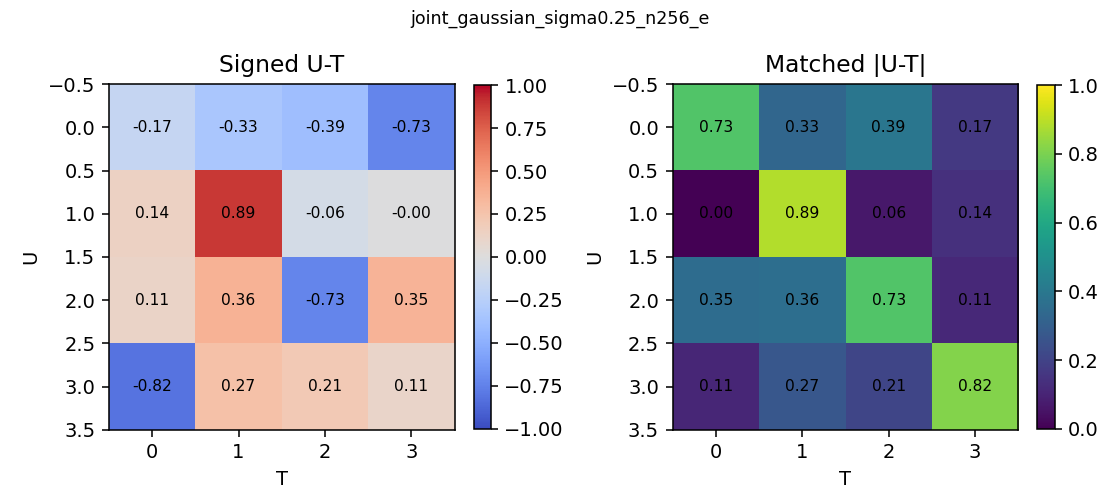 joint_gaussian_sigma0.25_n256_e
Signed U-T
−0.5
0.0
0.5
1.0
1.5
2.0
2.5
3.0
3.5
U
-0.17 -0.33 -0.39 -0.73
0.14 0.89 -0.06 -0.00
0.11 0.36 -0.73 0.35
-0.82 0.27 0.21 0.11
0 1 2 3
T
1.00
0.75
0.50
0.25
0.00
−0.25
−0.50
−0.75
−1.00
Matched |U-T|
−0.5
0.0
0.5
1.0
1.5
2.0
2.5
3.0
3.5
U
0.73 0.33 0.39 0.17
0.00 0.89 0.06 0.14
0.35 0.36 0.73 0.11
0.11 0.27 0.21 0.82
0 1 2 3
T
1.0
0.8
0.6
0.4
0.2
0.0